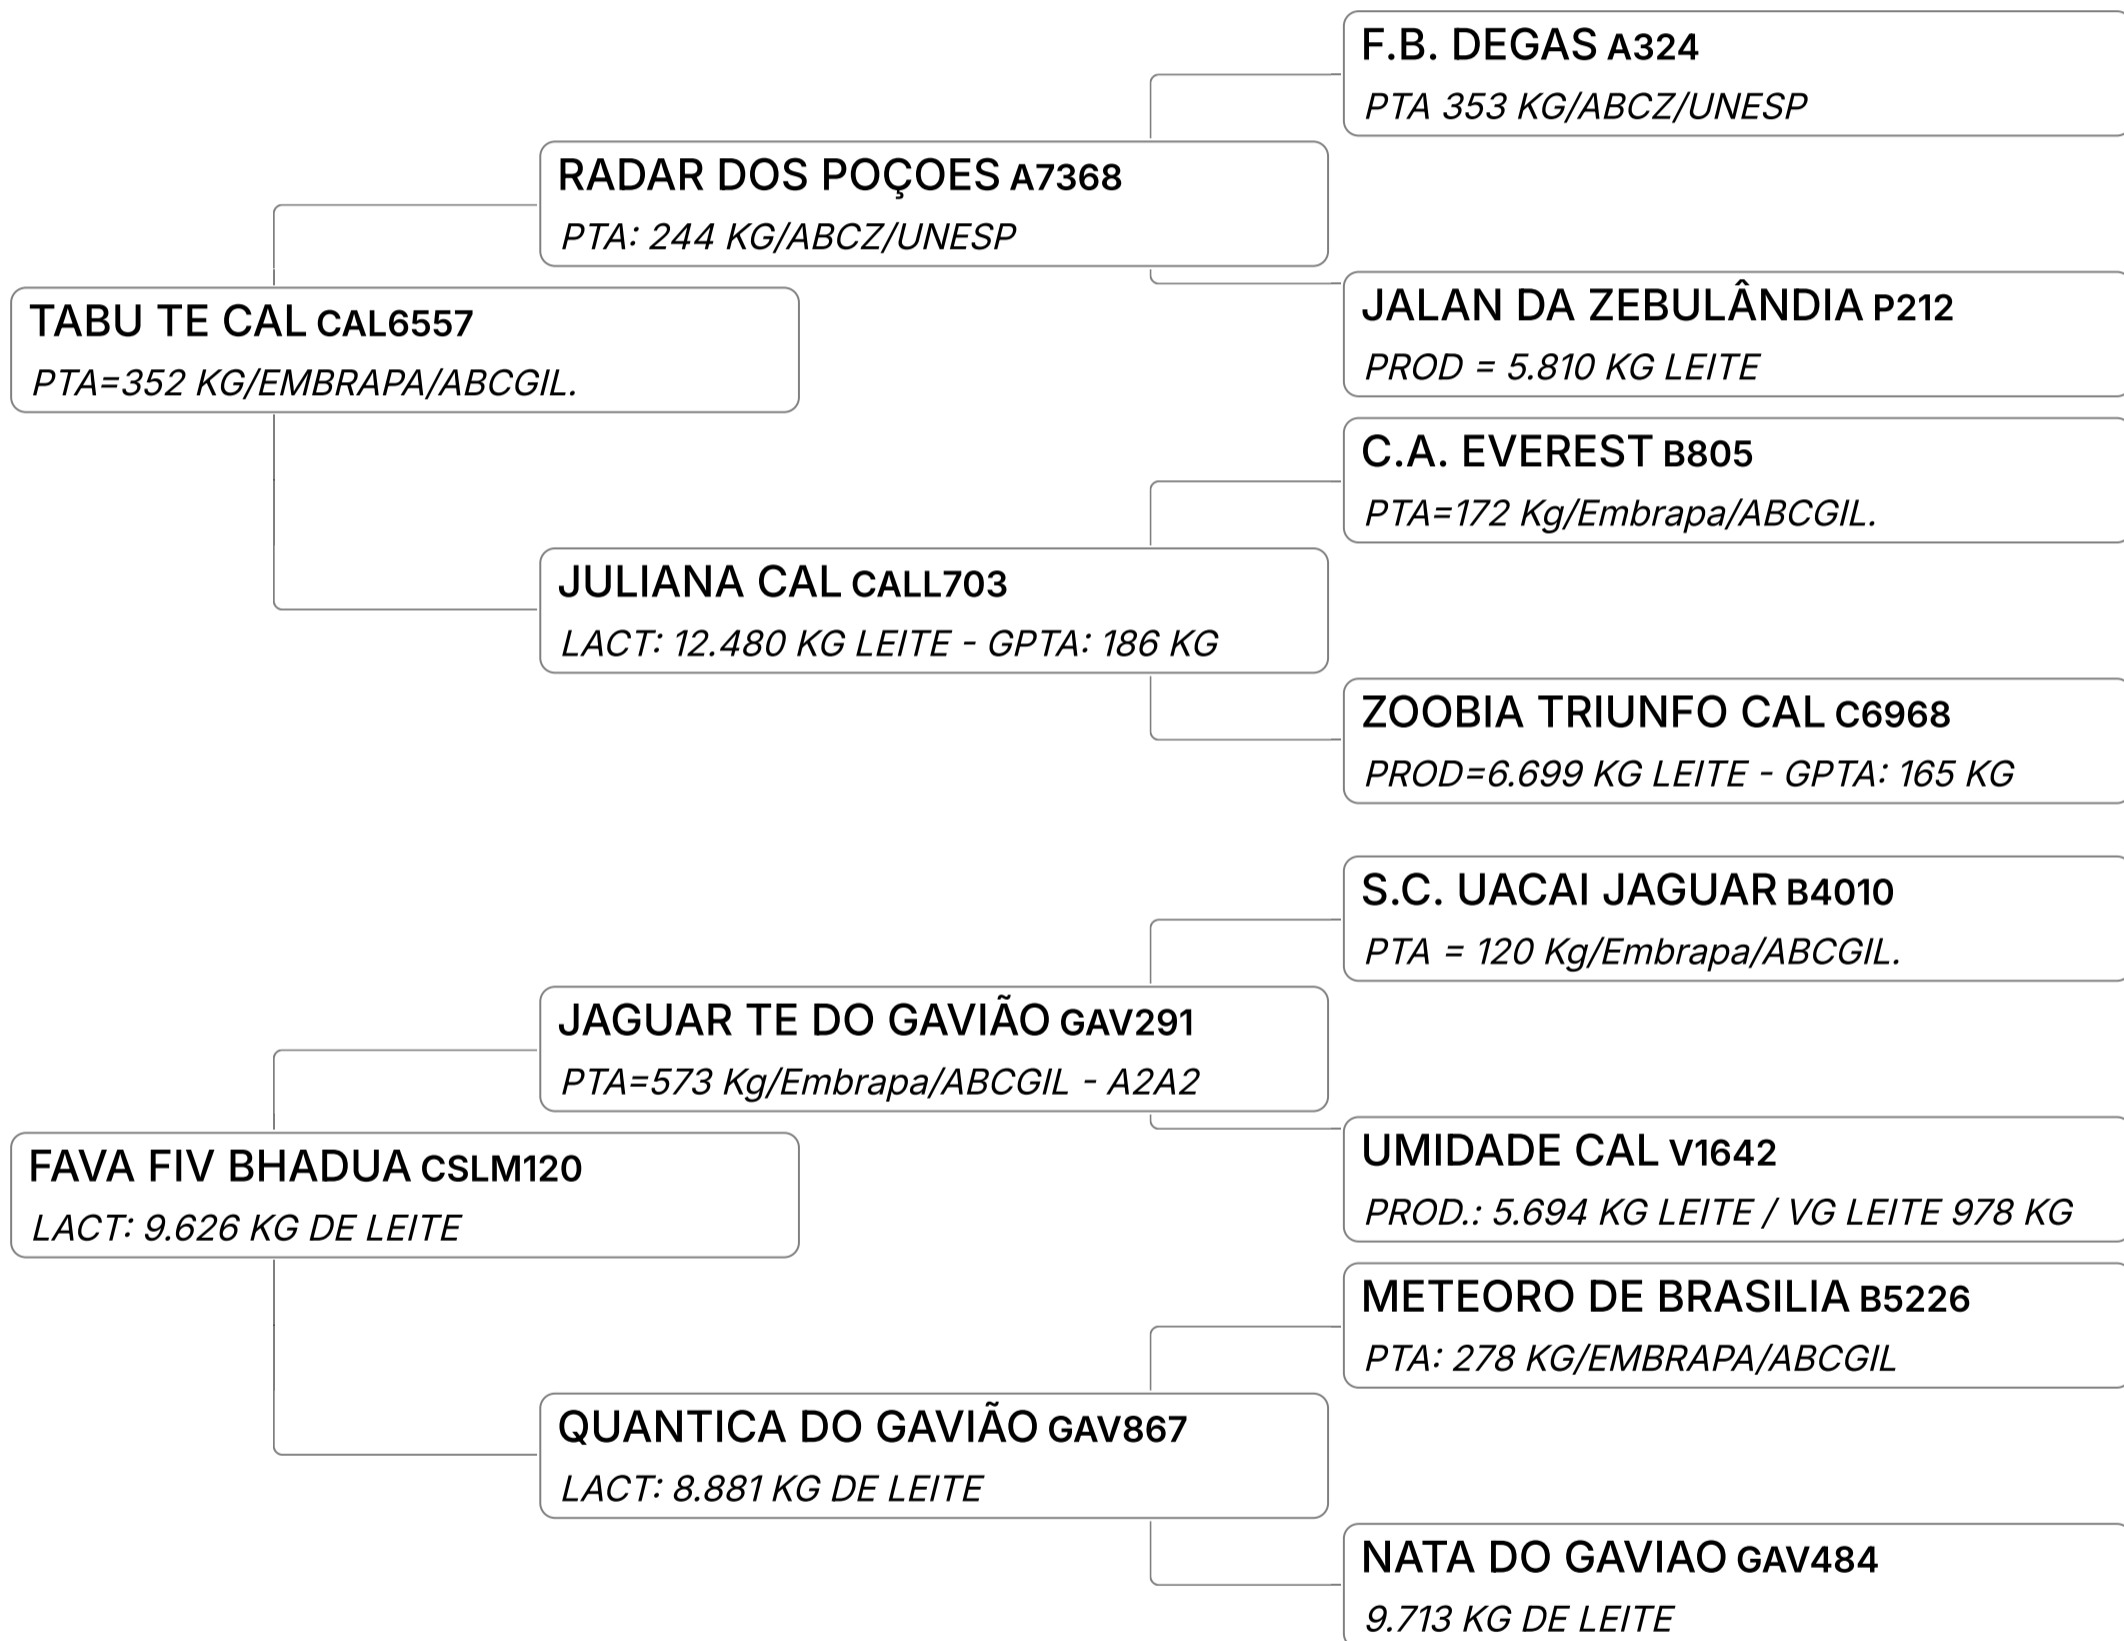 F.B. DEGAS A324
PTA 353 KG/ABCZ/UNESP
RADAR DOS POÇOES A7368
PTA: 244 KG/ABCZ/UNESP
TABU TE CAL CAL6557
PTA=352 KG/EMBRAPA/ABCGIL.
JALAN DA ZEBULÂNDIA P212
PROD = 5.810 KG LEITE
C.A. EVEREST B805
PTA=172 Kg/Embrapa/ABCGIL.
JULIANA CAL CALL703
LACT: 12.480 KG LEITE - GPTA: 186 KG
ZOOBIA TRIUNFO CAL C6968
PROD=6.699 KG LEITE - GPTA: 165 KG
S.C. UACAI JAGUAR B4010
PTA = 120 Kg/Embrapa/ABCGIL.
JAGUAR TE DO GAVIÃO GAV291
PTA=573 Kg/Embrapa/ABCGIL - A2A2
FAVA FIV BHADUA CSLM120
LACT: 9.626 KG DE LEITE
UMIDADE CAL V1642
PROD.: 5.694 KG LEITE / VG LEITE 978 KG
METEORO DE BRASILIA B5226
PTA: 278 KG/EMBRAPA/ABCGIL
QUANTICA DO GAVIÃO GAV867
LACT: 8.881 KG DE LEITE
NATA DO GAVIAO GAV484
9.713 KG DE LEITE